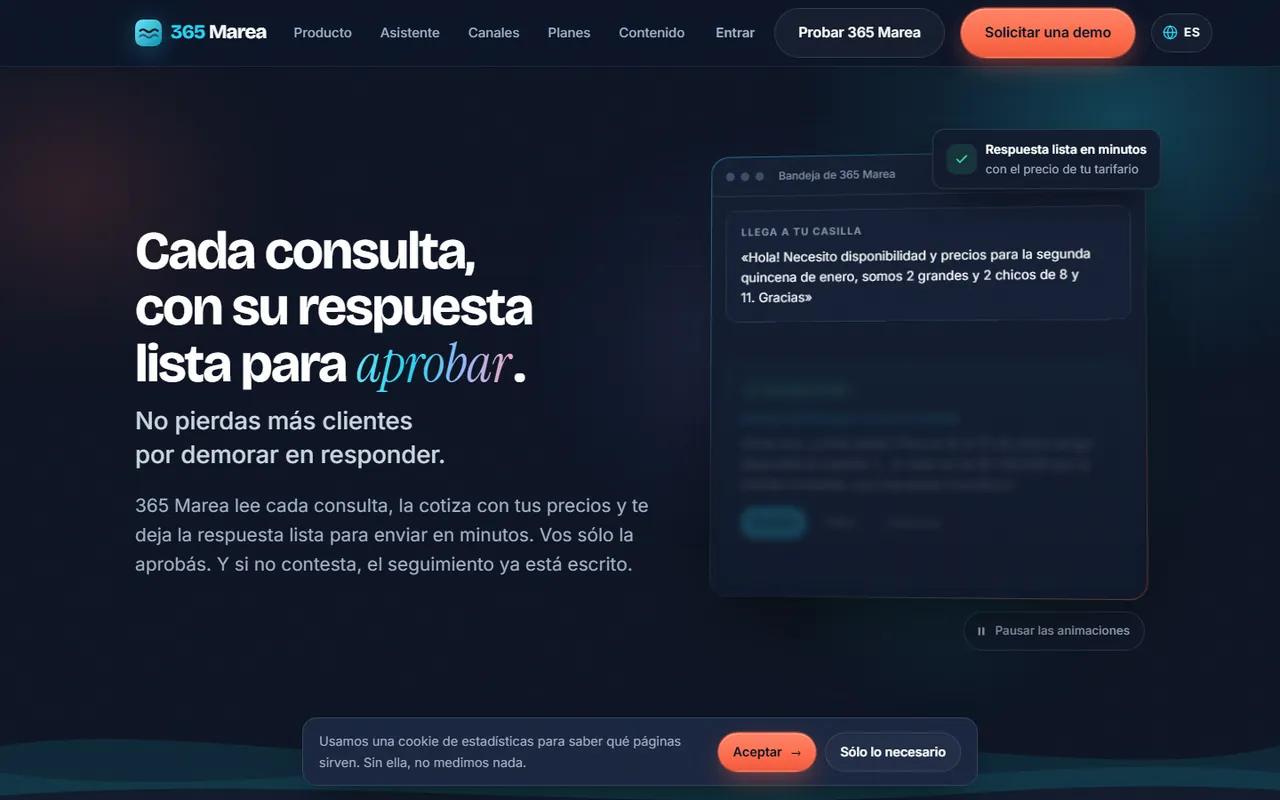 365 Marea
Producto
Asistente
Canales
Planes
Contenido
Entrar
Probar 365 Marea
Solicitar una demo
ES
Cada consulta,
con su respuesta
lista para aprobar.
No pierdas más clientes
por demorar en responder.
365 Marea lee cada consulta, la cotiza con tus precios y te
deja la respuesta lista para enviar en minutos. Vos sólo la
aprobás. Y si no contesta, el seguimiento ya está escrito.
Respuesta lista en minutos
con el precio de tu tarifario
Bandeja de 365 Marea
LLEGA A TU CASILLA
«Hola! Necesito disponibilidad y precios para la segunda
quincena de enero, somos 2 grandes y 2 chicos de 8 y
11. Gracias»
Pausar las animaciones
Usamos una cookie de estadísticas para saber qué páginas
sirven. Sin ella, no medimos nada.
Aceptar →
Sólo lo necesario